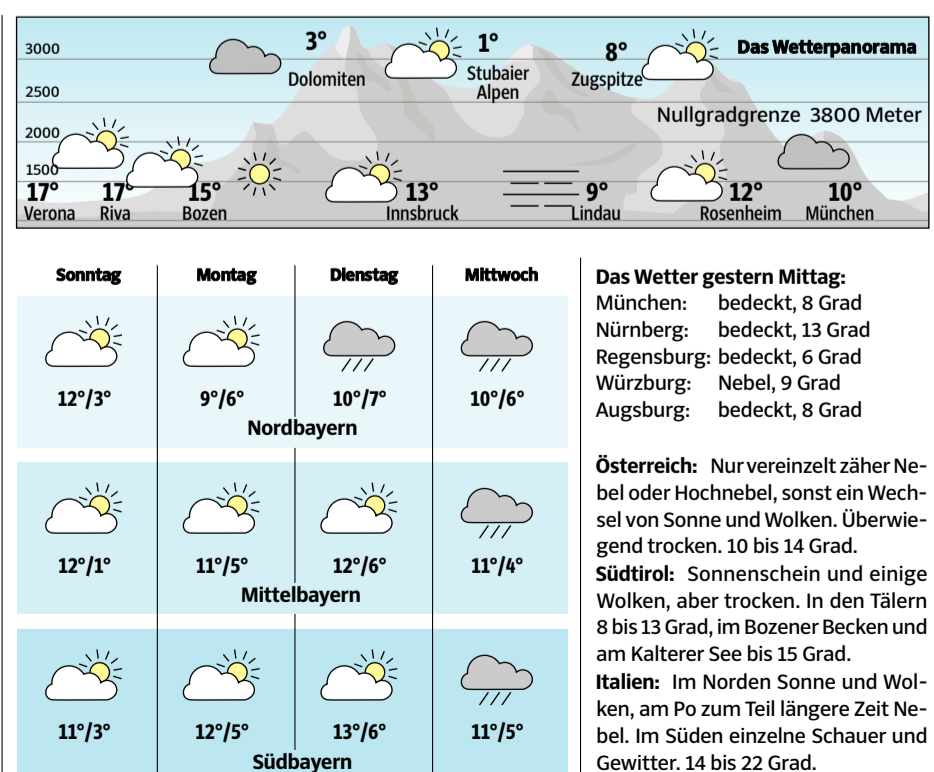 Das Wetterpanorama
3000
2500
2000
1500
3°
Dolomiten
1°
Stubaier
Alpen
8°
Zugspitze
Nullgradgrenze 3800 Meter
17°
Verona
17°
Riva
15°
Bozen
13°
Innsbruck
9°
Lindau
12°
Rosenheim
10°
München
Sonntag Montag Dienstag Mittwoch
12°/3° 9°/6° 10°/7° 10°/6°
Nordbayern
12°/1° 11°/5° 12°/6° 11°/4°
Mittelbayern
11°/3° 12°/5° 13°/6° 11°/5°
Südbayern
Das Wetter gestern Mittag:
München: bedeckt, 8 Grad
Nürnberg: bedeckt, 13 Grad
Regensburg: bedeckt, 6 Grad
Würzburg: Nebel, 9 Grad
Augsburg: bedeckt, 8 Grad
Österreich: Nur vereinzelt zäher Ne-
bel oder Hochnebel, sonst ein Wech-
sel von Sonne und Wolken. Überwie-
gend trocken. 10 bis 14 Grad.
Südtirol: Sonnenschein und einige
Wolken, aber trocken. In den Tälern
8 bis 13 Grad, im Bozener Becken und
am Kalterer See bis 15 Grad.
Italien: Im Norden Sonne und Wol-
ken, am Po zum Teil längere Zeit Ne-
bel. Im Süden einzelne Schauer und
Gewitter. 14 bis 22 Grad.